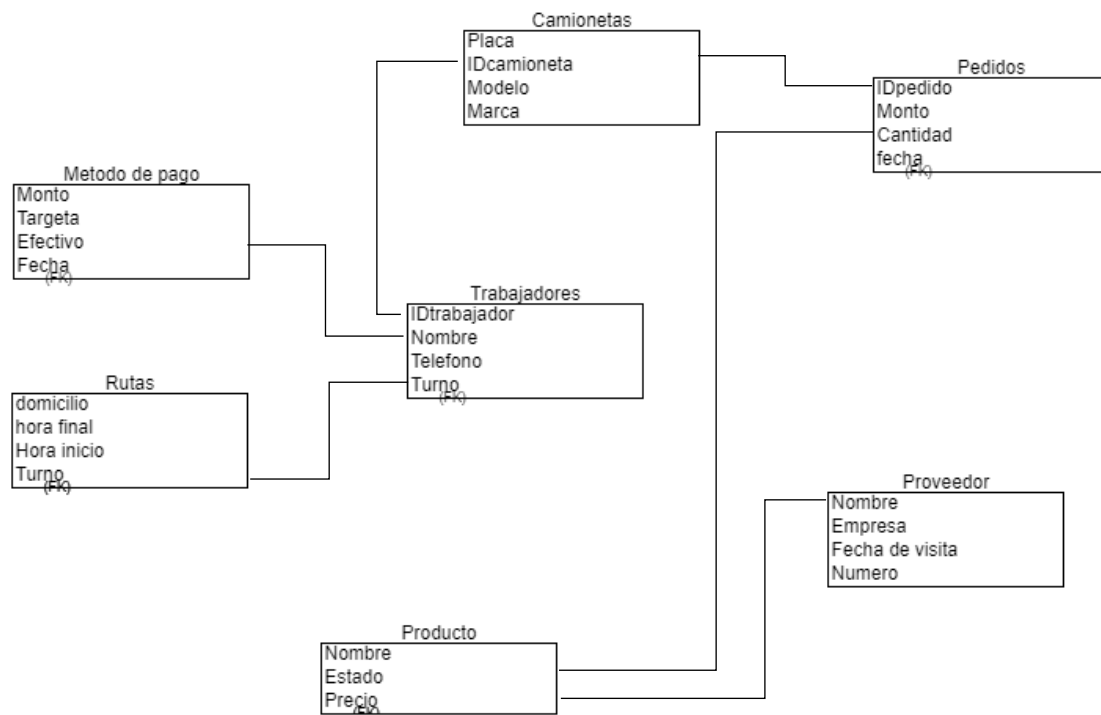 Camionetas
Placa
IDcamioneta
Modelo
Marca
Pedidos
IDpedido
Monto
Cantidad
fecha
(FK)
Metodo de pago
Monto
Targeta
Efectivo
Fecha
(FK)
Trabajadores
IDtrabajador
Nombre
Telefono
Turno
(FK)
Rutas
domicilio
hora final
Hora inicio
Turno
(FK)
Proveedor
Nombre
Empresa
Fecha de visita
Numero
Producto
Nombre
Estado
Precio
(FK)